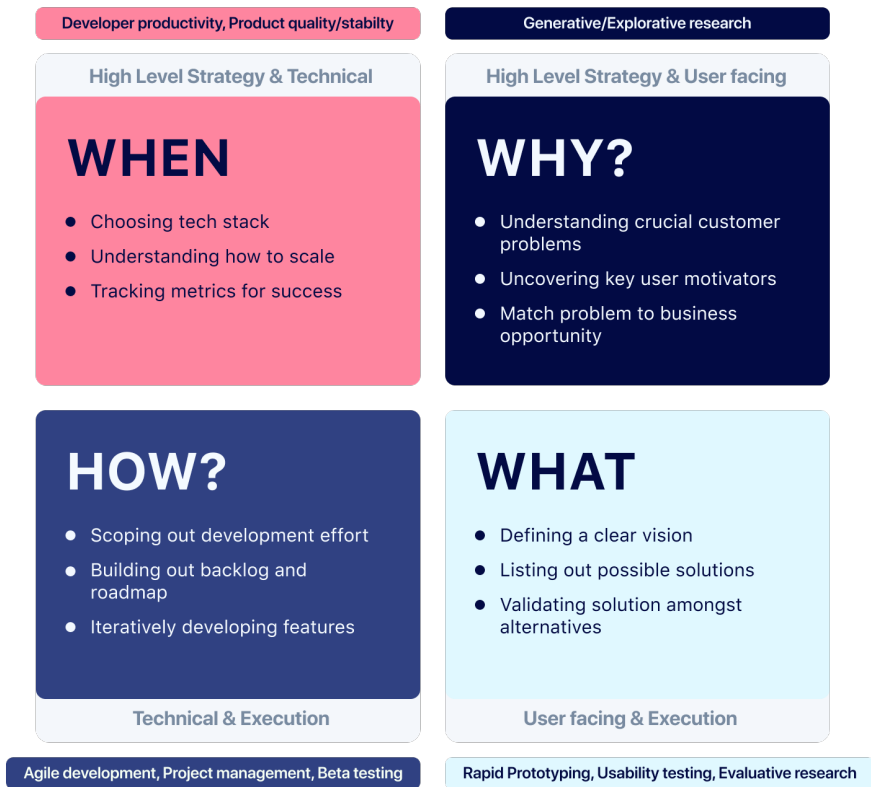 Developer productivity, Product quality/stabilty
High Level Strategy & Technical
WHEN
Choosing tech stack
Understanding how to scale
Tracking metrics for success
Generative/Explorative research
High Level Strategy & User facing
WHY?
Understanding crucial customer
problems
Uncovering key user motivators
Match problem to business
opportunity
HOW?
Scoping out development effort
Building out backlog and
roadmap
Iteratively developing features
Technical & Execution
Agile development, Project management, Beta testing
WHAT
Defining a clear vision
Listing out possible solutions
Validating solution amongst
alternatives
User facing & Execution
Rapid Prototyping, Usability testing, Evaluative research